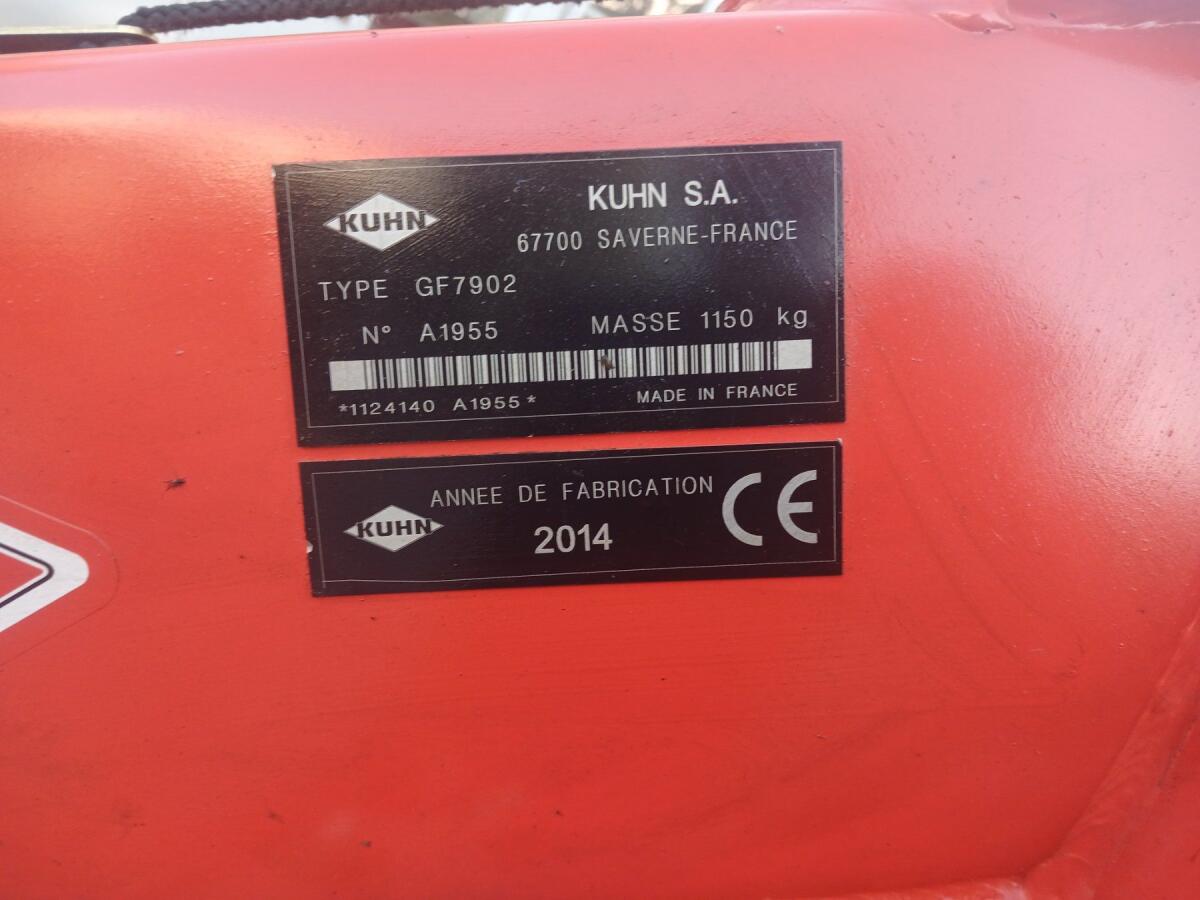 KUHN
KUHN S.A.
67700 SAVERNE-FRANCE
TYPE GF7902
N° A1955 MASSE 1150 kg
*1124140 A1955*
MADE IN FRANCE
KUHN
ANNEE DE FABRICATION
2014
CE